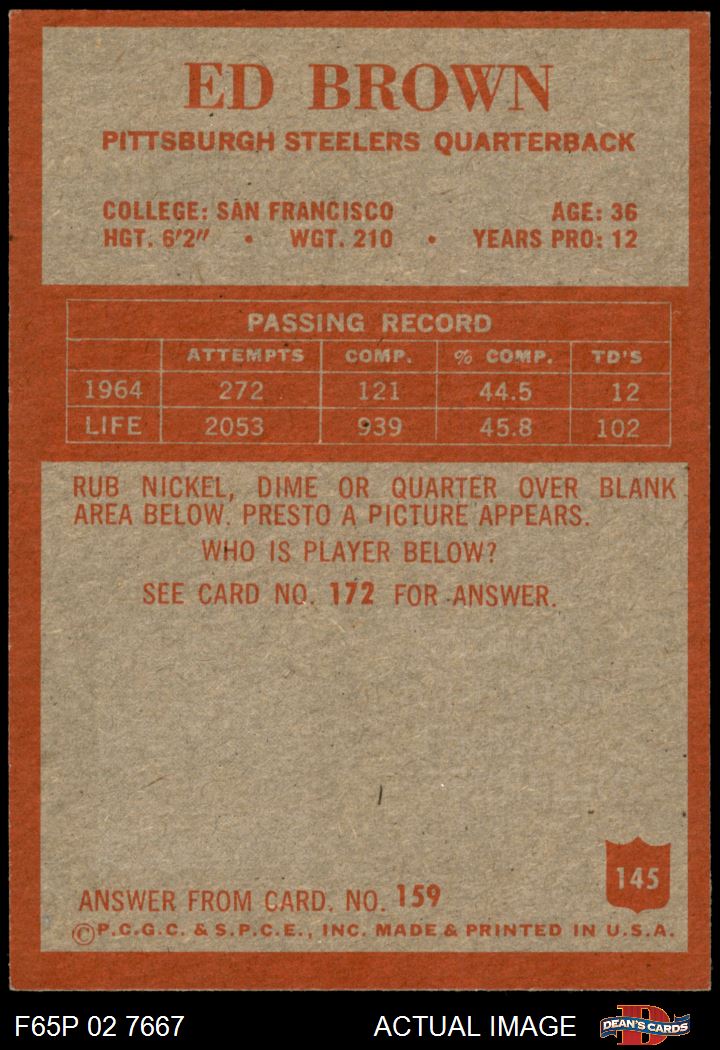 ED BROWN
PITTSBURGH STEELERS QUARTERBACK
COLLEGE: SAN FRANCISCO AGE: 36
HGT. 6'2" • WGT. 210 • YEARS PRO: 12
PASSING RECORD
ATTEMPTS COMP. % COMP. TD'S
1964 272 121 44.5 12
LIFE 2053 939 45.8 102
RUB NICKEL, DIME OR QUARTER OVER BLANK
AREA BELOW. PRESTO A PICTURE APPEARS.
WHO IS PLAYER BELOW?
SEE CARD NO. 172 FOR ANSWER.
145
ANSWER FROM CARD. NO. 159
©P.C.G.C. & S.P.C.E., INC. MADE & PRINTED IN U.S.A.
F65P 02 7667 ACTUAL IMAGE D DEAN'S CARDS